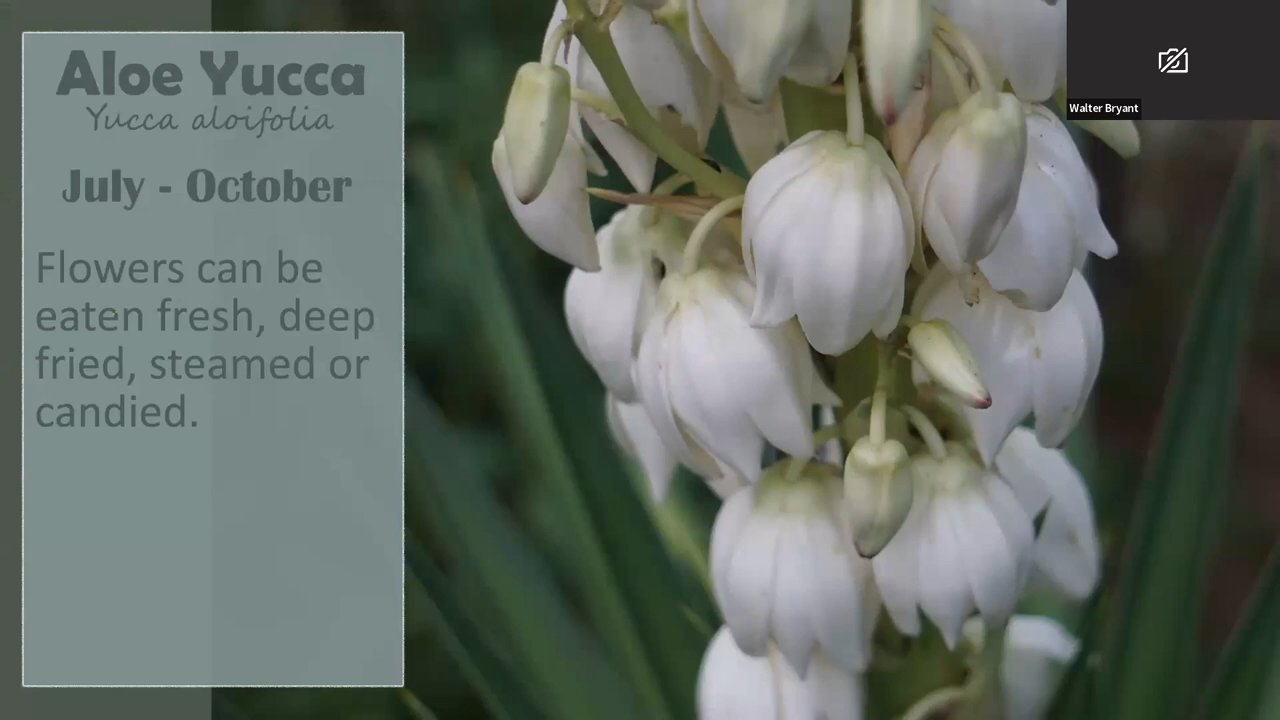 Aloe Yucca
Yucca aloifolia
July - October
Flowers can be
eaten fresh, deep
fried, steamed or
candied.
Walter Bryant